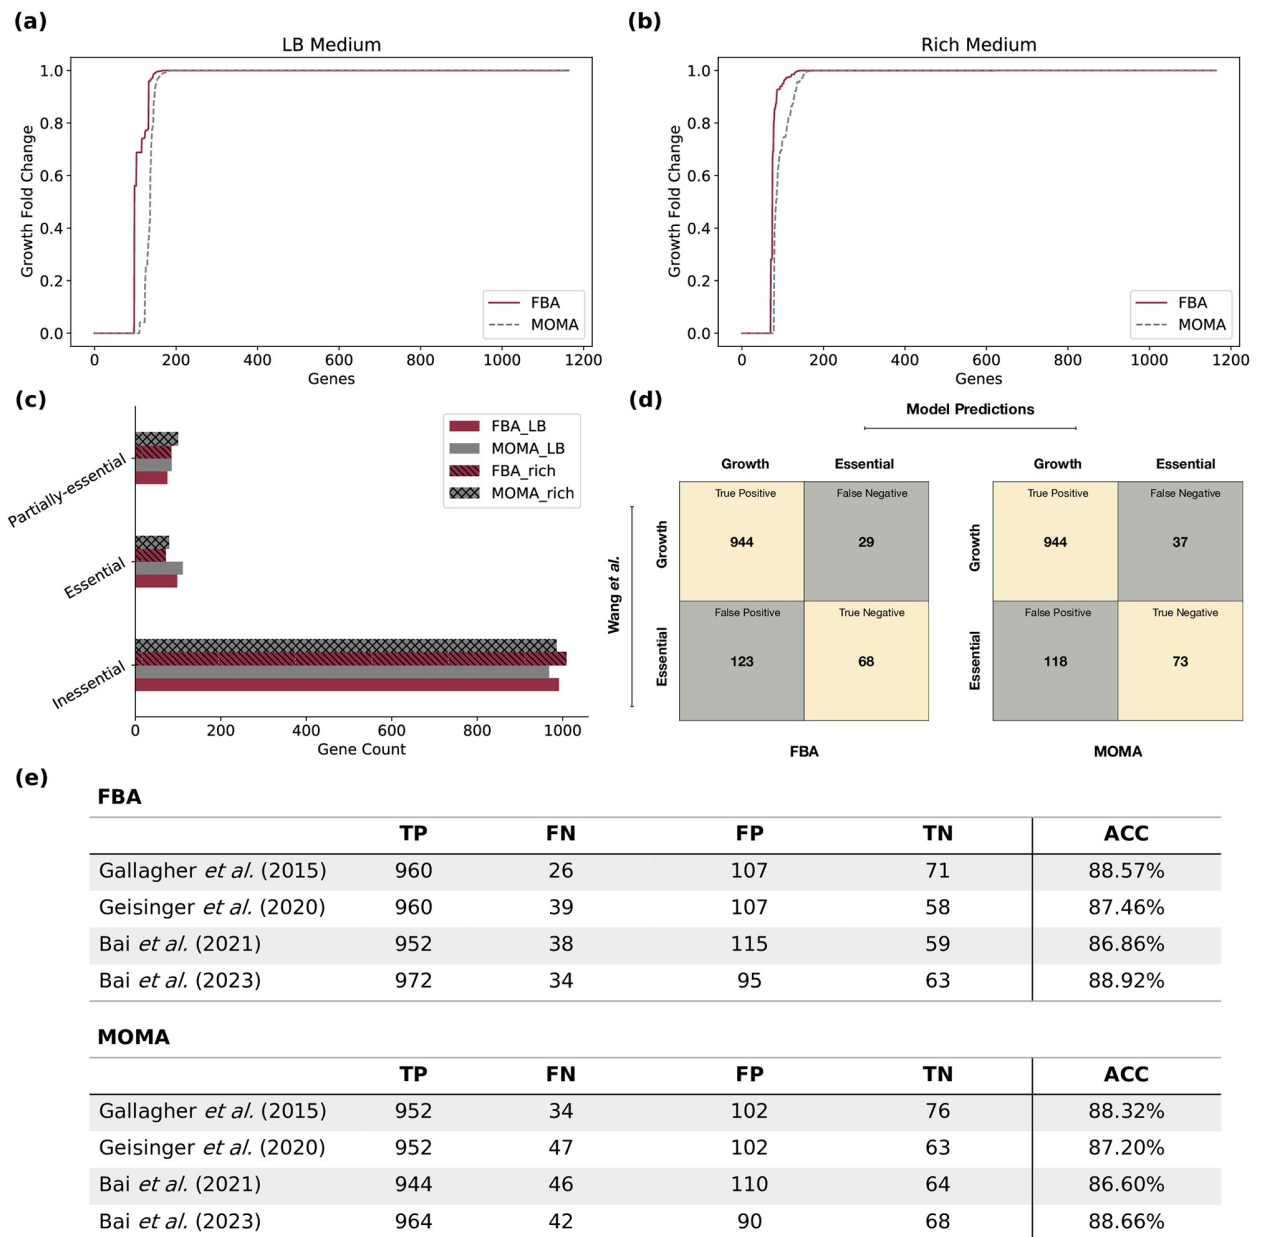 (a)
LB Medium
1.0
0.8
0.6
0.4
0.2
0.0
Growth Fold Change
FBA
MOMA
0 200 400 600 800 1000 1200
Genes
(b)
Rich Medium
1.0
0.8
0.6
0.4
0.2
0.0
Growth Fold Change
FBA
MOMA
0 200 400 600 800 1000 1200
Genes
(c)
FBA_LB
MOMA_LB
FBA_rich
MOMA_rich
Partially-essential
Essential
Inessential
0 200 400 600 800 1000
Gene Count
(d)
Model Predictions
Growth Essential Growth Essential
Wang et al.
Growth
True Positive False Negative
944 29
Essential
False Positive True Negative
123 68
FBA
Growth
True Positive False Negative
944 37
Essential
False Positive True Negative
118 73
MOMA
(e)
FBA
TP FN FP TN ACC
Gallagher et al. (2015) 960 26 107 71 88.57%
Geisinger et al. (2020) 960 39 107 58 87.46%
Bai et al. (2021) 952 38 115 59 86.86%
Bai et al. (2023) 972 34 95 63 88.92%
MOMA
TP FN FP TN ACC
Gallagher et al. (2015) 952 34 102 76 88.32%
Geisinger et al. (2020) 952 47 102 63 87.20%
Bai et al. (2021) 944 46 110 64 86.60%
Bai et al. (2023) 964 42 90 68 88.66%